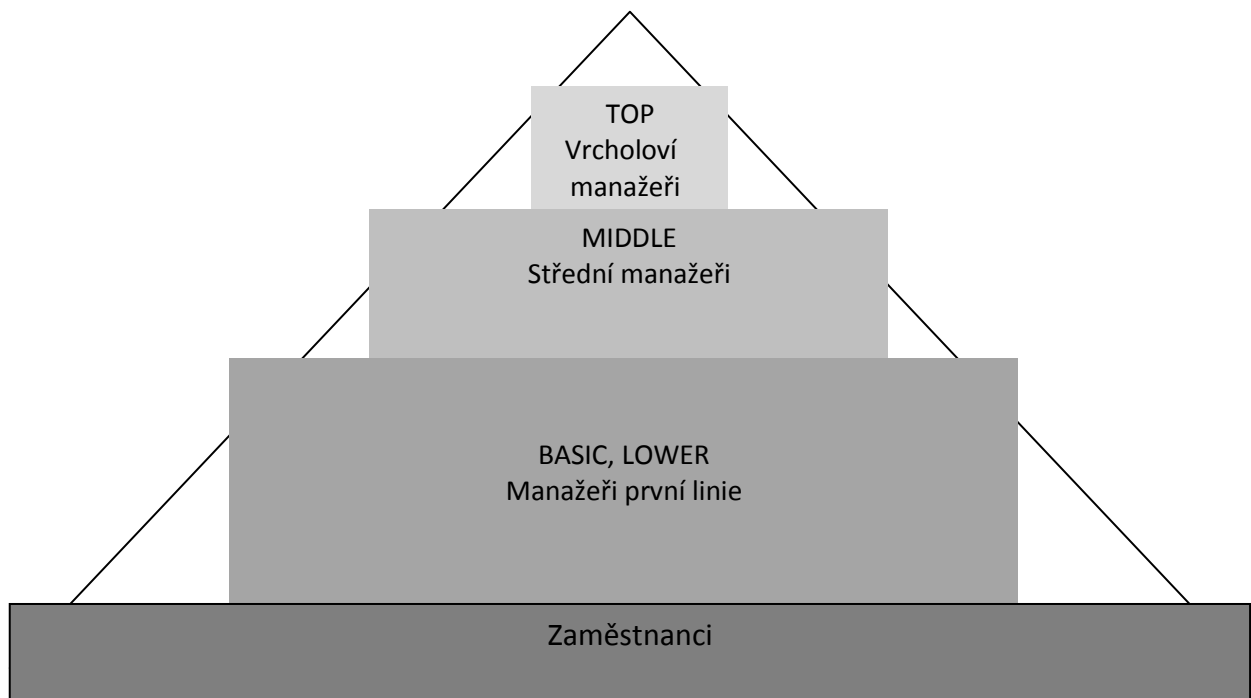 TOP
Vrcholoví
manažeři
MIDDLE
Střední manažeři
BASIC, LOWER
Manažeři první linie
Zaměstnanci